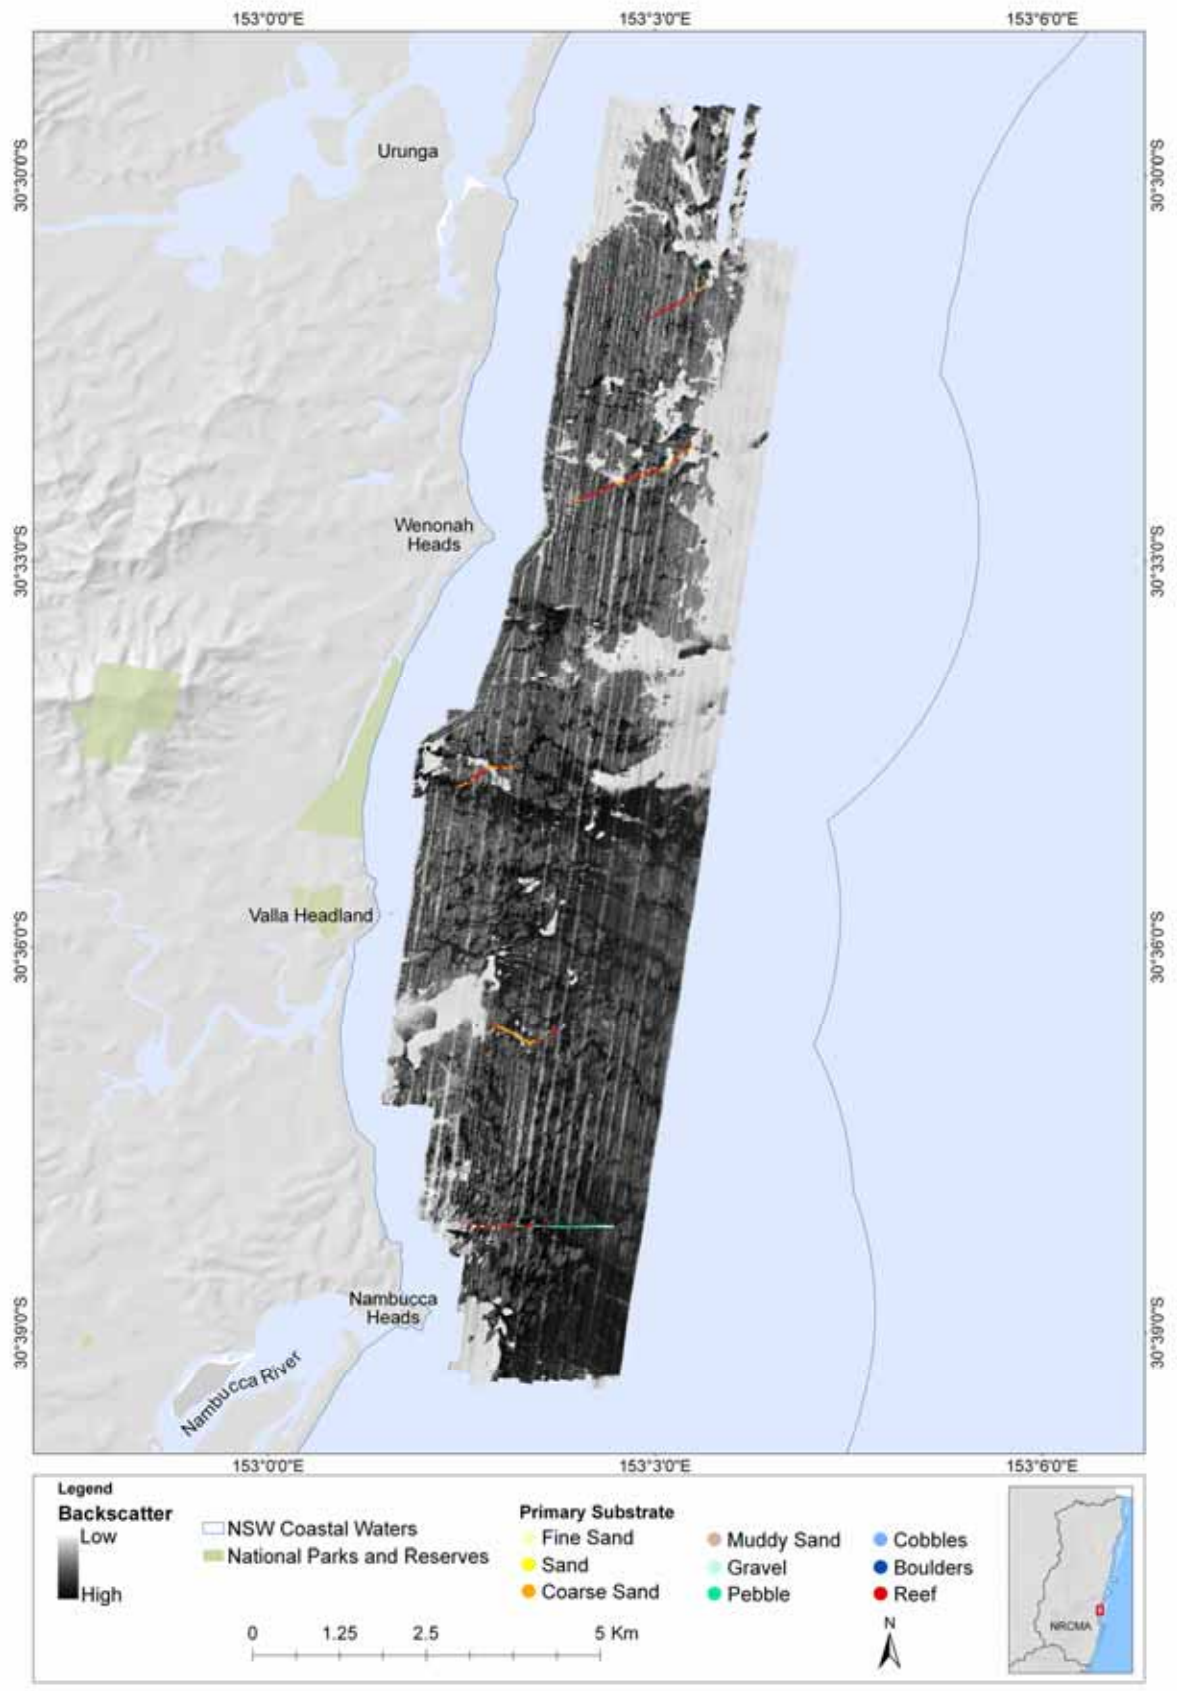 153°0'0"E
153°3'0"E
153°6'0"E
30°30'0"S
30°30'0"S
Urunga
30°33'0"S
30°33'0"S
Wenonah
Heads
Valla Headland
30°36'0"S
30°36'0"S
Nambucca
Heads
30°39'0"S
30°39'0"S
Nambucca River
153°0'0"E
153°3'0"E
153°6'0"E
Legend
Backscatter
Low
High
NSW Coastal Waters
National Parks and Reserves
Primary Substrate
Fine Sand
Sand
Coarse Sand
Muddy Sand
Gravel
Pebble
Cobbles
Boulders
Reef
0 1.25 2.5 5 Km
N
NRCMA